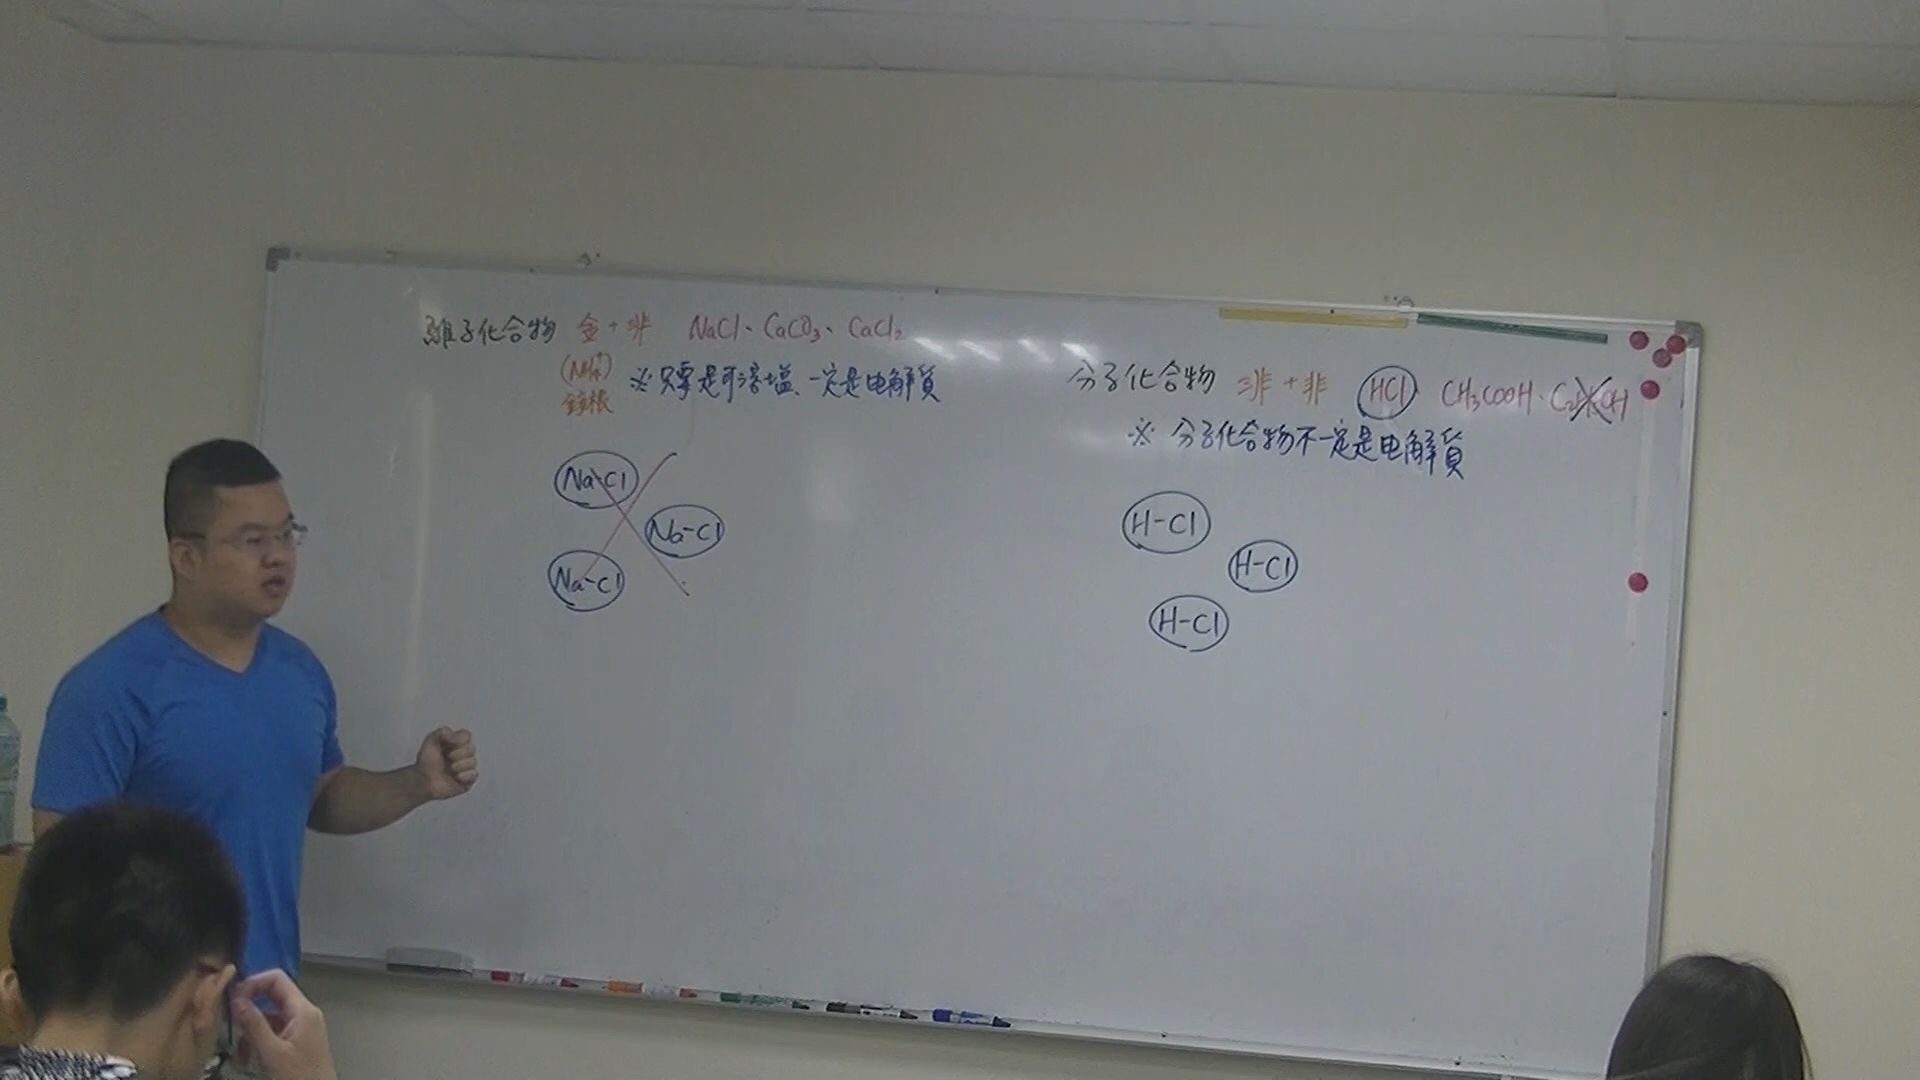 離子化合物 金+非 NaCl、CaCO₃、CaCl₂
(NH₄⁺) ※只要是可溶塩、一定是电解質
銨根
Na-Cl
Na-Cl
Na-Cl
分子化合物 非+非 HCl、CH₃COOH、C₂H₅OH
※ 分子化合物不一定是电解質
H-Cl
H-Cl
H-Cl